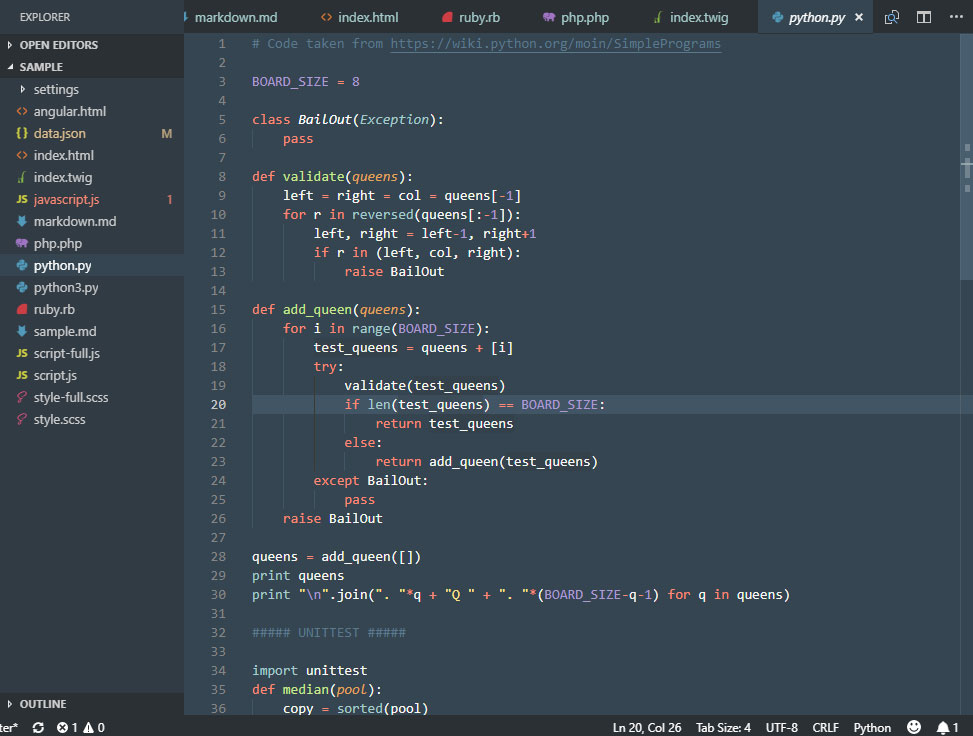 EXPLORER
OPEN EDITORS
SAMPLE
settings
<> angular.html
{} data.json M
<> index.html
index.twig
JS javascript.js 1
markdown.md
php.php
python.py
python3.py
ruby.rb
sample.md
JS script-full.js
JS script.js
style-full.scss
style.scss
OUTLINE
markdown.md <> index.html ruby.rb php.php index.twig python.py ×
1 # Code taken from https://wiki.python.org/moin/SimplePrograms
2
3 BOARD_SIZE = 8
4
5 class BailOut(Exception):
6     pass
7
8 def validate(queens):
9     left = right = col = queens[-1]
10     for r in reversed(queens[:-1]):
11         left, right = left-1, right+1
12         if r in (left, col, right):
13             raise BailOut
14
15 def add_queen(queens):
16     for i in range(BOARD_SIZE):
17         test_queens = queens + [i]
18         try:
19             validate(test_queens)
20             if len(test_queens) == BOARD_SIZE:
21                 return test_queens
22             else:
23                 return add_queen(test_queens)
24         except BailOut:
25             pass
26     raise BailOut
27
28 queens = add_queen([])
29 print queens
30 print "\n".join(". "*q + "Q " + ". "*(BOARD_SIZE-q-1) for q in queens)
31
32 ##### UNITTEST #####
33
34 import unittest
35 def median(pool):
36     copy = sorted(pool)
ter* 1 0 Ln 20, Col 26 Tab Size: 4 UTF-8 CRLF Python 1